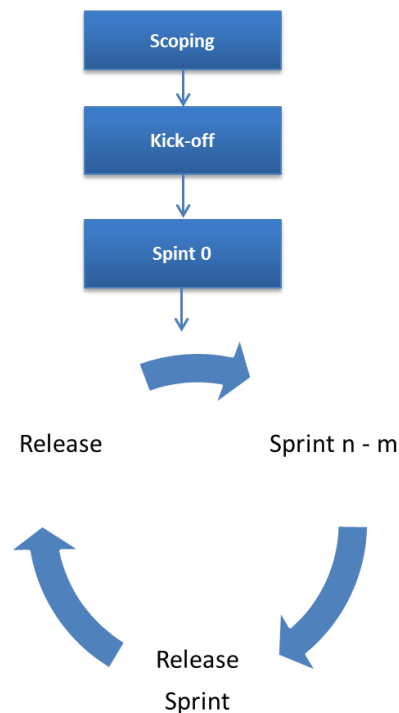 Scoping
Kick-off
Spint 0
Release
Sprint n - m
Release
Sprint